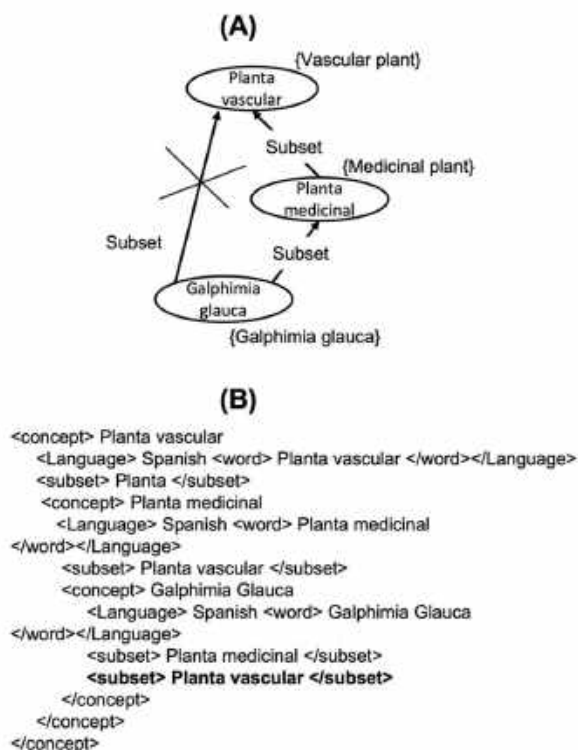 (A)
{Vascular plant}
Planta
vascular
Subset
{Medicinal plant}
Planta
medicinal
Subset
Subset
Galphimia
glauca
{Galphimia glauca}
(B)
<concept> Planta vascular
<Language> Spanish <word> Planta vascular </word></Language>
<subset> Planta </subset>
<concept> Planta medicinal
<Language> Spanish <word> Planta medicinal
</word></Language>
<subset> Planta vascular </subset>
<concept> Galphimia Glauca
<Language> Spanish <word> Galphimia Glauca
</word></Language>
<subset> Planta medicinal </subset>
<subset> Planta vascular </subset>
</concept>
</concept>
</concept>